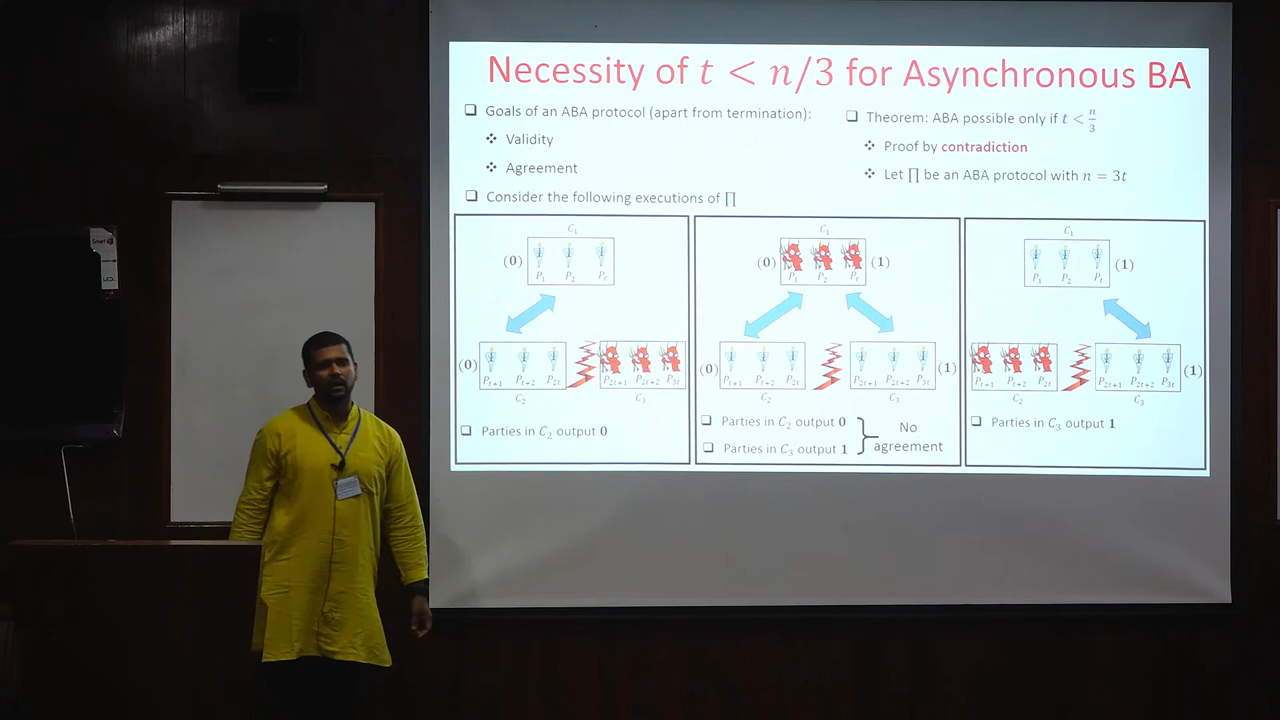 Necessity of t < n/3 for Asynchronous BA
❑ Goals of an ABA protocol (apart from termination):
❖ Validity
❖ Agreement
❑ Consider the following executions of ∏
❑ Theorem: ABA possible only if t < n/3
❖ Proof by contradiction
❖ Let ∏ be an ABA protocol with n = 3t
C₁
(0)
P₁ P₂ Pₜ
(0)
Pₜ₊₁ Pₜ₊₂ P₂ₜ P₂ₜ₊₁ P₂ₜ₊₂ P₃ₜ
C₂ C₃
❑ Parties in C₂ output 0
C₁
(0) (1)
P₁ P₂ Pₜ
(0) (1)
Pₜ₊₁ Pₜ₊₂ P₂ₜ P₂ₜ₊₁ P₂ₜ₊₂ P₃ₜ
C₂ C₃
❑ Parties in C₂ output 0
❑ Parties in C₃ output 1
No
agreement
C₁
(1)
P₁ P₂ Pₜ
(1)
Pₜ₊₁ Pₜ₊₂ P₂ₜ P₂ₜ₊₁ P₂ₜ₊₂ P₃ₜ
C₂ C₃
❑ Parties in C₃ output 1
Smart